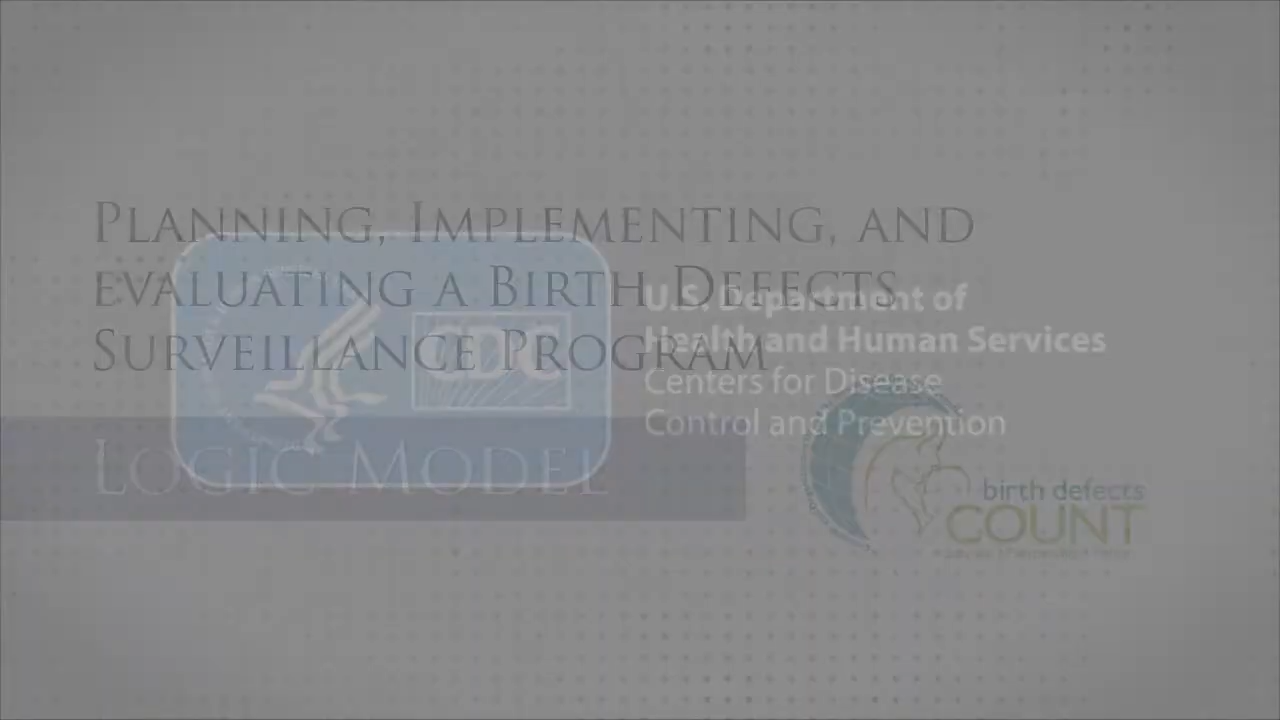 PLANNING, IMPLEMENTING, AND
EVALUATING A BIRTH DEFECTS
SURVEILLANCE PROGRAM
LOGIC MODEL
CDC
U.S. Department of
Health and Human Services
Centers for Disease
Control and Prevention
birth defects
COUNT